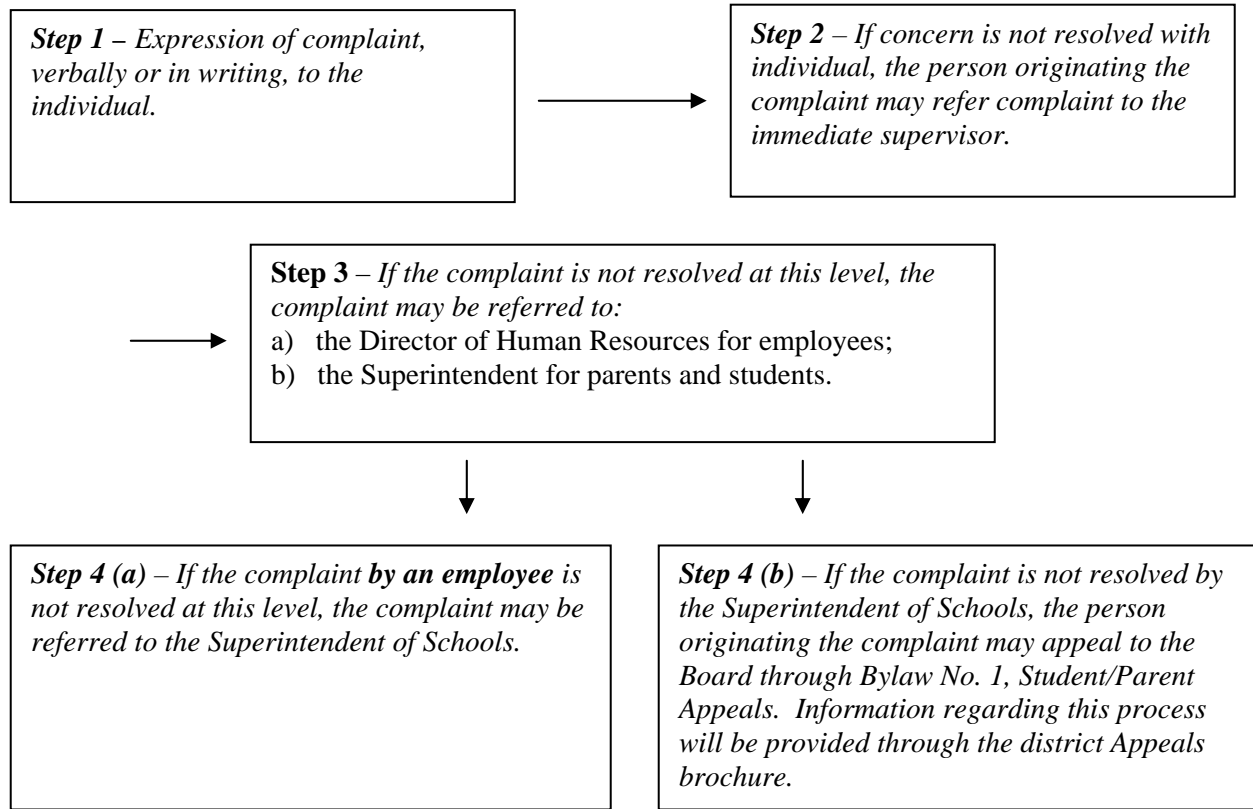 Step 1 – Expression of complaint,
verbally or in writing, to the
individual.
Step 2 – If concern is not resolved with
individual, the person originating the
complaint may refer complaint to the
immediate supervisor.
Step 3 – If the complaint is not resolved at this level, the
complaint may be referred to:
a) the Director of Human Resources for employees;
b) the Superintendent for parents and students.
Step 4 (a) – If the complaint by an employee is
not resolved at this level, the complaint may be
referred to the Superintendent of Schools.
Step 4 (b) – If the complaint is not resolved by
the Superintendent of Schools, the person
originating the complaint may appeal to the
Board through Bylaw No. 1, Student/Parent
Appeals. Information regarding this process
will be provided through the district Appeals
brochure.